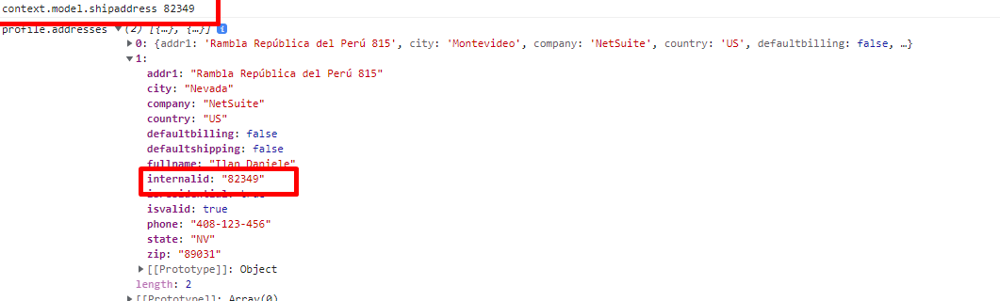 context.model.shipaddress 82349
profile.addresses ▼(2) [{…}, {…}] i
▶0: {addr1: 'Rambla República del Perú 815', city: 'Montevideo', company: 'NetSuite', country: 'US', defaultbilling: false, …}
▼1:
addr1: "Rambla República del Perú 815"
city: "Nevada"
company: "NetSuite"
country: "US"
defaultbilling: false
defaultshipping: false
fullname: "Ilan Daniele"
internalid: "82349"
isresidential: true
isvalid: true
phone: "408-123-456"
state: "NV"
zip: "89031"
▶[[Prototype]]: Object
length: 2
▶[[Prototype]]: Array(0)